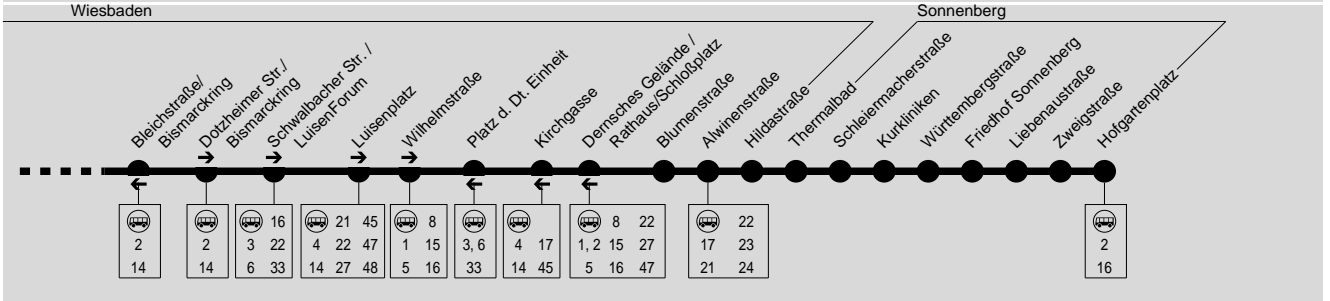 Wiesbaden
Sonnenberg
Bleichstraße/
Bismarckring
Dotzheimer Str./
Bismarckring
Schwalbacher Str. /
LuisenForum
Luisenplatz
Wilhelmstraße
Platz d. Dt. Einheit
Kirchgasse
Dernsches Gelände /
Rathaus/Schloßplatz
Blumenstraße
Alwinenstraße
Hildastraße
Thermalbad
Schleiermacherstraße
Kurkliniken
Württembergstraße
Friedhof Sonnenberg
Liebenaustraße
Zweigstraße
Hofgartenplatz
2
14
2
14
16
3 22
6 33
21 45
4 22 47
14 27 48
8
1 15
5 16
3, 6
33
4 17
14 45
8 22
1, 2 15 27
5 16 47
22
17 23
21 24
2
16